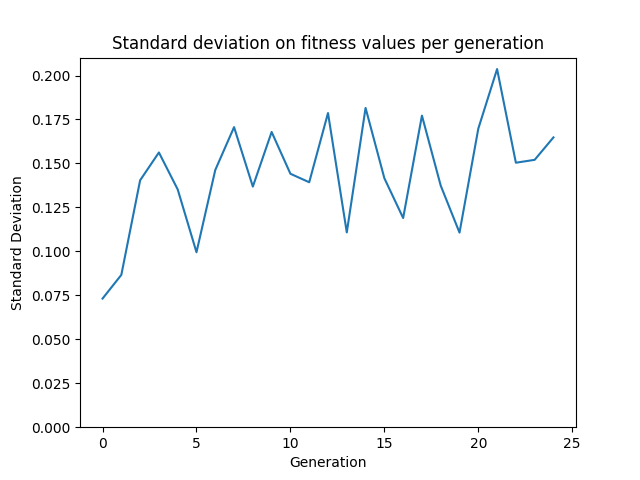 Standard deviation on fitness values per generation
0.200
0.175
0.150
0.125
0.100
0.075
0.050
0.025
0.000
Standard Deviation
0 5 10 15 20 25
Generation